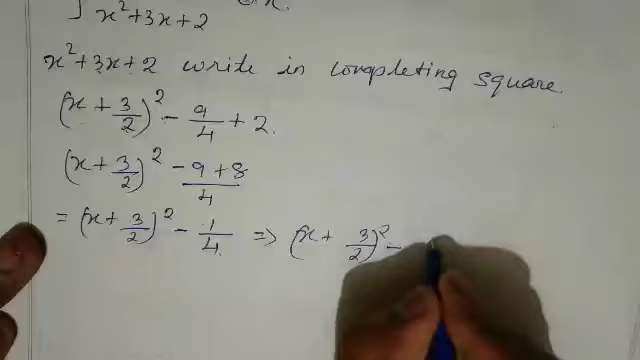 ∫ x²+3x+2 dx.
x²+3x+2 write in completing square.
(x + 3/2)² - 9/4 + 2.
(x + 3/2)² - 9+8/4
= (x + 3/2)² - 1/4 ⇒ (x + 3/2)² -